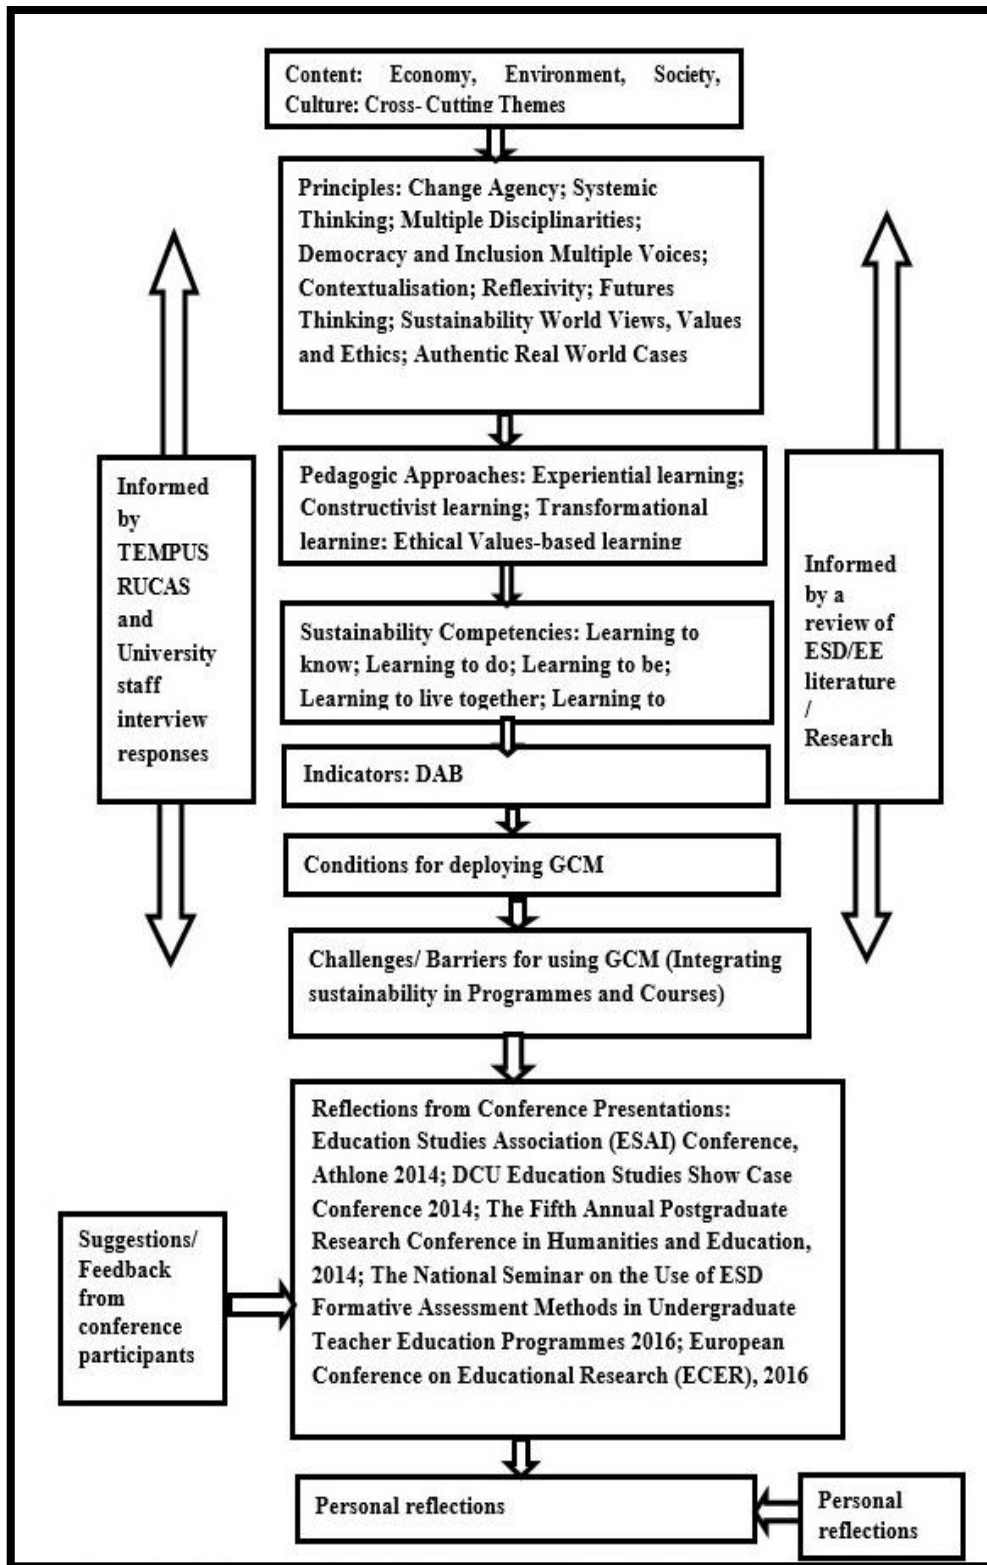 Content: Economy, Environment, Society,
Culture: Cross- Cutting Themes
Principles: Change Agency; Systemic
Thinking; Multiple Disciplinarities;
Democracy and Inclusion Multiple Voices;
Contextualisation; Reflexivity; Futures
Thinking; Sustainability World Views, Values
and Ethics; Authentic Real World Cases
Pedagogic Approaches: Experiential learning;
Constructivist learning; Transformational
learning: Ethical Values-based learning
Informed
by
TEMPUS
RUCAS
and
University
staff
interview
responses
Informed
by a
review of
ESD/EE
literature
/
Research
Sustainability Competencies: Learning to
know; Learning to do; Learning to be;
Learning to live together; Learning to
Indicators: DAB
Conditions for deploying GCM
Challenges/ Barriers for using GCM (Integrating
sustainability in Programmes and Courses)
Reflections from Conference Presentations:
Education Studies Association (ESAI) Conference,
Athlone 2014; DCU Education Studies Show Case
Conference 2014; The Fifth Annual Postgraduate
Research Conference in Humanities and Education,
2014; The National Seminar on the Use of ESD
Formative Assessment Methods in Undergraduate
Teacher Education Programmes 2016; European
Conference on Educational Research (ECER), 2016
Suggestions/
Feedback
from
conference
participants
Personal reflections
Personal
reflections